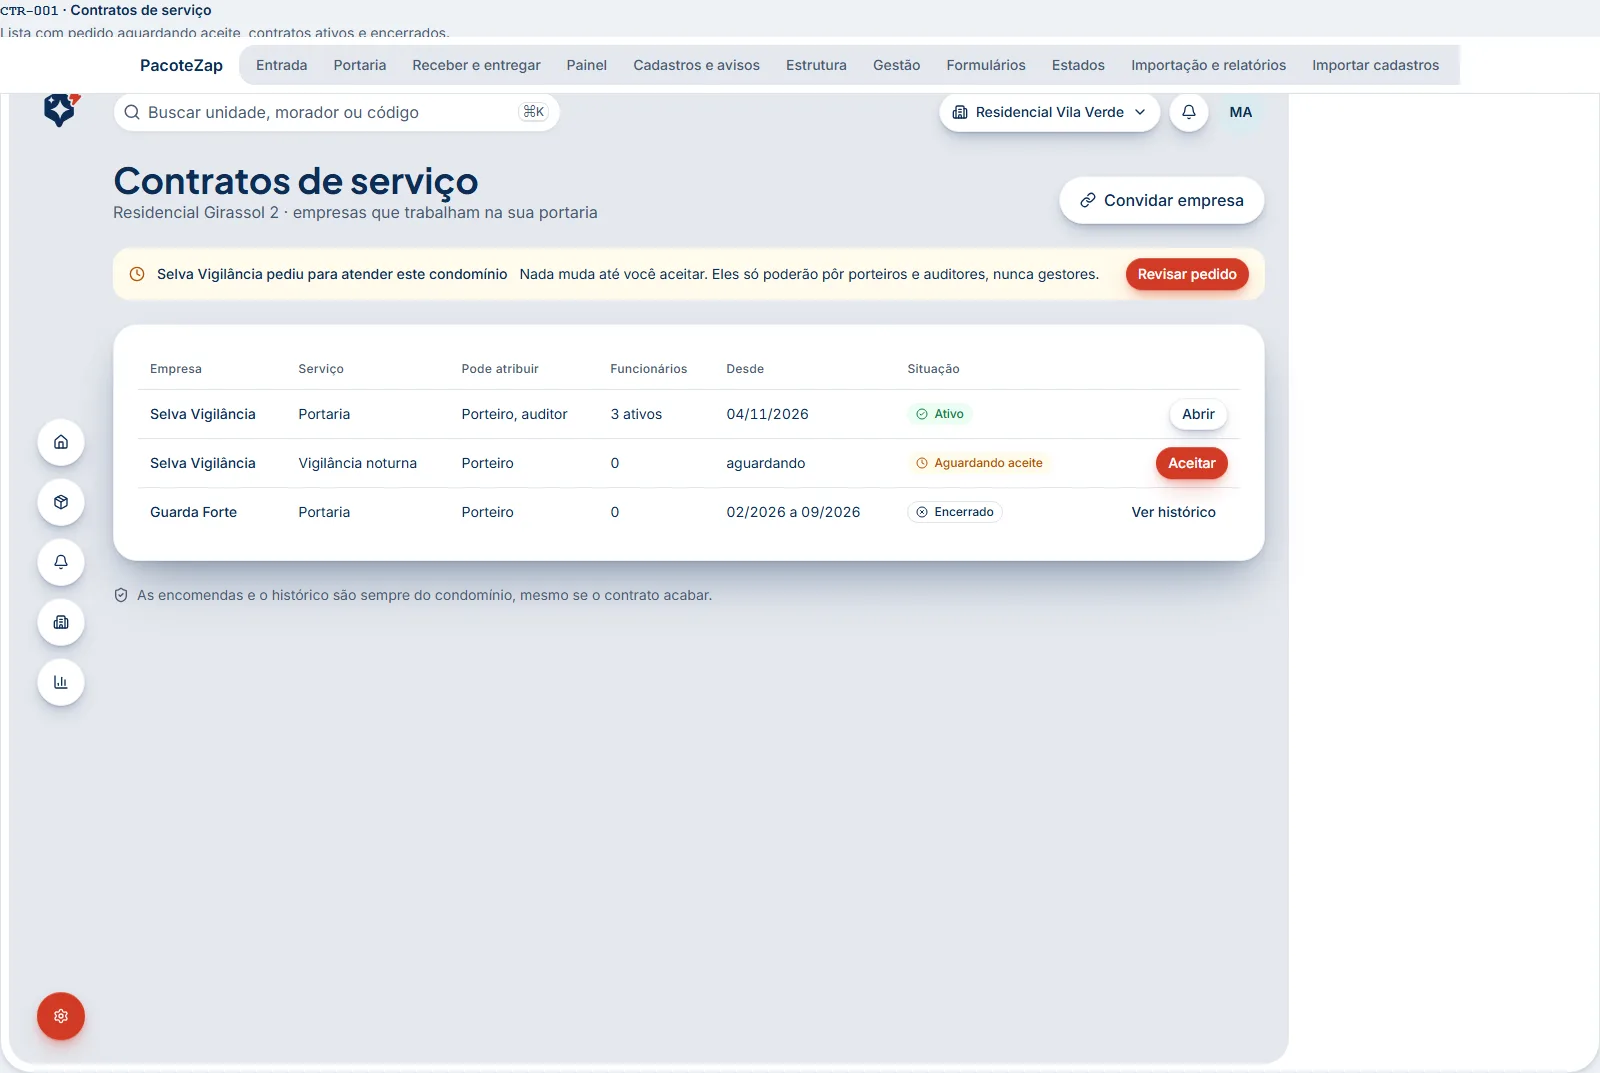 CTR-001 · Contratos de serviço
Lista com pedido aguardando aceite, contratos ativos e encerrados.
PacoteZap Entrada Portaria Receber e entregar Painel Cadastros e avisos Estrutura Gestão Formulários Estados Importação e relatórios Importar cadastros
Buscar unidade, morador ou código ⌘K Residencial Vila Verde MA
Contratos de serviço
Residencial Girassol 2 · empresas que trabalham na sua portaria
Convidar empresa
Selva Vigilância pediu para atender este condomínio Nada muda até você aceitar. Eles só poderão pôr porteiros e auditores, nunca gestores. Revisar pedido
Empresa Serviço Pode atribuir Funcionários Desde Situação
Selva Vigilância Portaria Porteiro, auditor 3 ativos 04/11/2026 Ativo Abrir
Selva Vigilância Vigilância noturna Porteiro 0 aguardando Aguardando aceite Aceitar
Guarda Forte Portaria Porteiro 0 02/2026 a 09/2026 Encerrado Ver histórico
As encomendas e o histórico são sempre do condomínio, mesmo se o contrato acabar.